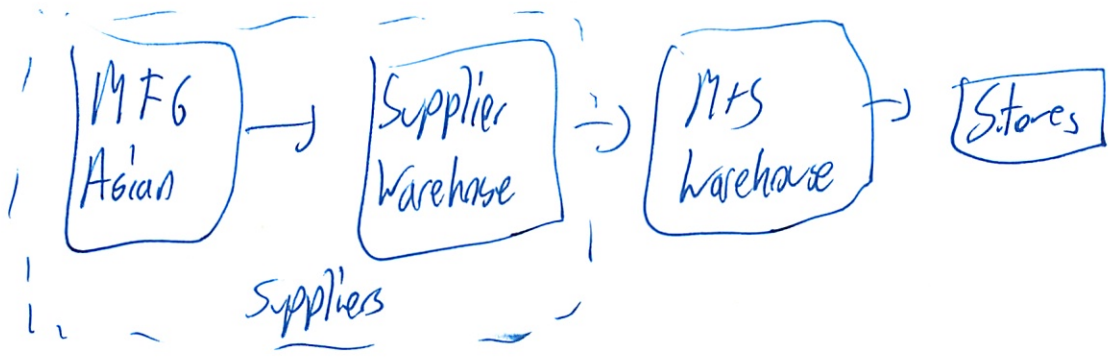 MFG
Asian
Supplier
Warehouse
M+S
Warehouse
Stores
Suppliers